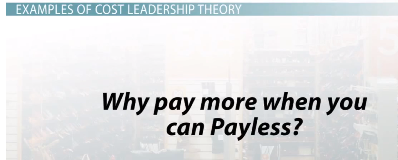 EXAMPLES OF COST LEADERSHIP THEORY
Why pay more when you
can Payless?